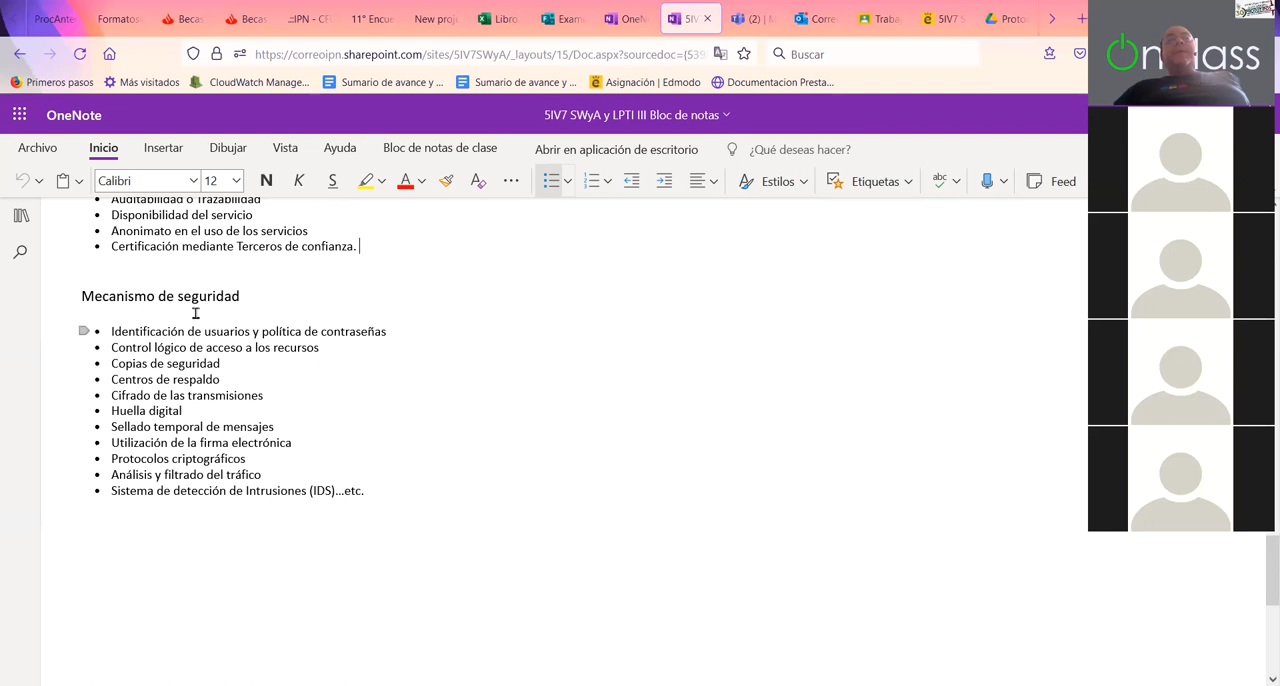 ProcAnte
Formatos
Becas
Becas
.::IPN - CF
11° Encue
New proj
Libro
Exame
OneNo
5IV
(2) | M
Corre
Traba
5IV7 S
Proto
https://correoipn.sharepoint.com/sites/5IV7SWyA/_layouts/15/Doc.aspx?sourcedoc={539
Buscar
Primeros pasos
Más visitados
CloudWatch Manage...
Sumario de avance y ...
Sumario de avance y ...
Asignación | Edmodo
Documentacion Presta...
OneNote
5IV7 SWyA y LPTI III Bloc de notas
Archivo
Inicio
Insertar
Dibujar
Vista
Ayuda
Bloc de notas de clase
Abrir en aplicación de escritorio
¿Qué deseas hacer?
Calibri
12
N
K
S
A
A
Estilos
Etiquetas
abc
Feed
Auditabilidad o Trazabilidad
Disponibilidad del servicio
Anonimato en el uso de los servicios
Certificación mediante Terceros de confianza.
Mecanismo de seguridad
Identificación de usuarios y política de contraseñas
Control lógico de acceso a los recursos
Copias de seguridad
Centros de respaldo
Cifrado de las transmisiones
Huella digital
Sellado temporal de mensajes
Utilización de la firma electrónica
Protocolos criptográficos
Análisis y filtrado del tráfico
Sistema de detección de Intrusiones (IDS)...etc.